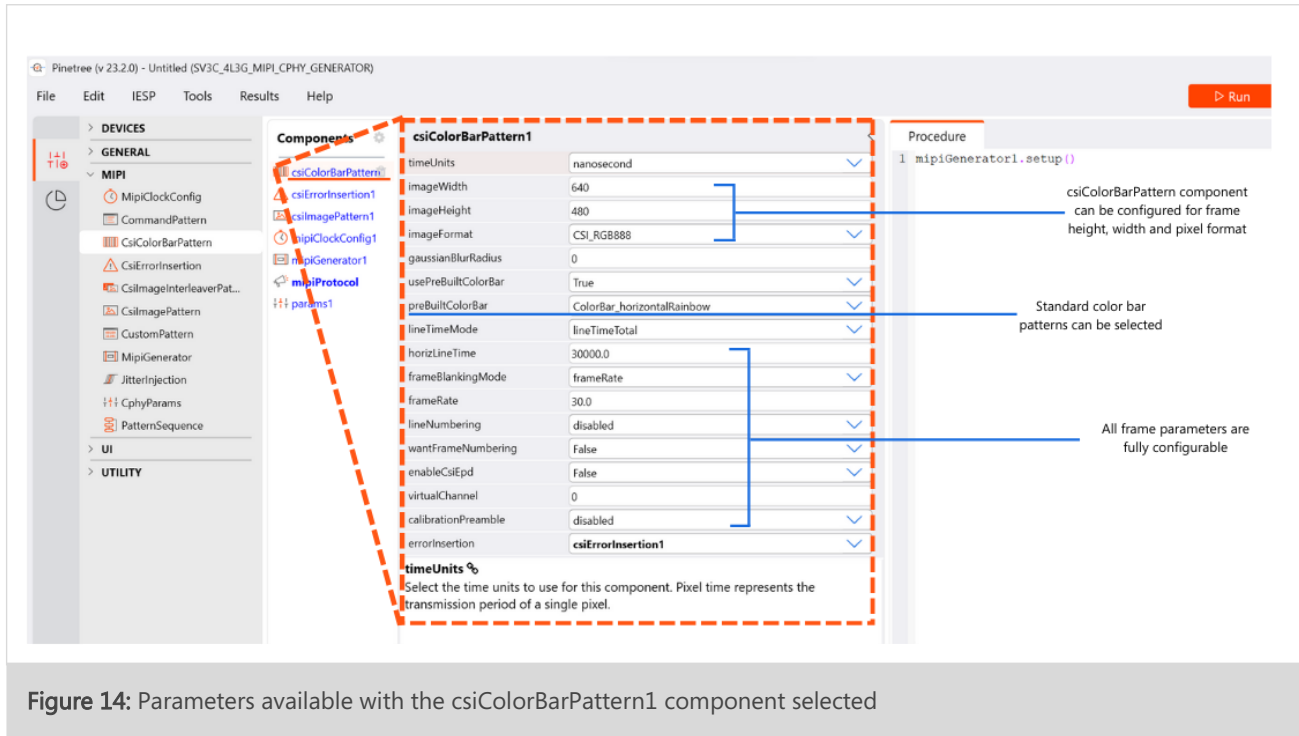 Pinetree (v 23.2.0) - Untitled (SV3C_4L3G_MIPI_CPHY_GENERATOR)
File Edit IESP Tools Results Help
Run
DEVICES
GENERAL
MIPI
MipiClockConfig
CommandPattern
CsiColorBarPattern
CsiErrorInsertion
CsiImageInterleaverPat...
CsiImagePattern
CustomPattern
MipiGenerator
JitterInjection
CphyParams
PatternSequence
UI
UTILITY
Components
csiColorBarPattern
csiErrorInsertion1
csiImagePattern1
mipiClockConfig1
mipiGenerator1
mipiProtocol
params1
csiColorBarPattern1
timeUnits nanosecond
imageWidth 640
imageHeight 480
imageFormat CSI_RGB888
gaussianBlurRadius 0
usePreBuiltColorBar True
preBuiltColorBar ColorBar_horizontalRainbow
lineTimeMode lineTimeTotal
horizLineTime 30000.0
frameBlankingMode frameRate
frameRate 30.0
lineNumbering disabled
wantFrameNumbering False
enableCsiEpd False
virtualChannel 0
calibrationPreamble disabled
errorInsertion csiErrorInsertion1
timeUnits
Select the time units to use for this component. Pixel time represents the
transmission period of a single pixel.
Procedure
1 mipiGenerator1.setup()
csiColorBarPattern component
can be configured for frame
height, width and pixel format
Standard color bar
patterns can be selected
All frame parameters are
fully configurable
Figure 14: Parameters available with the csiColorBarPattern1 component selected